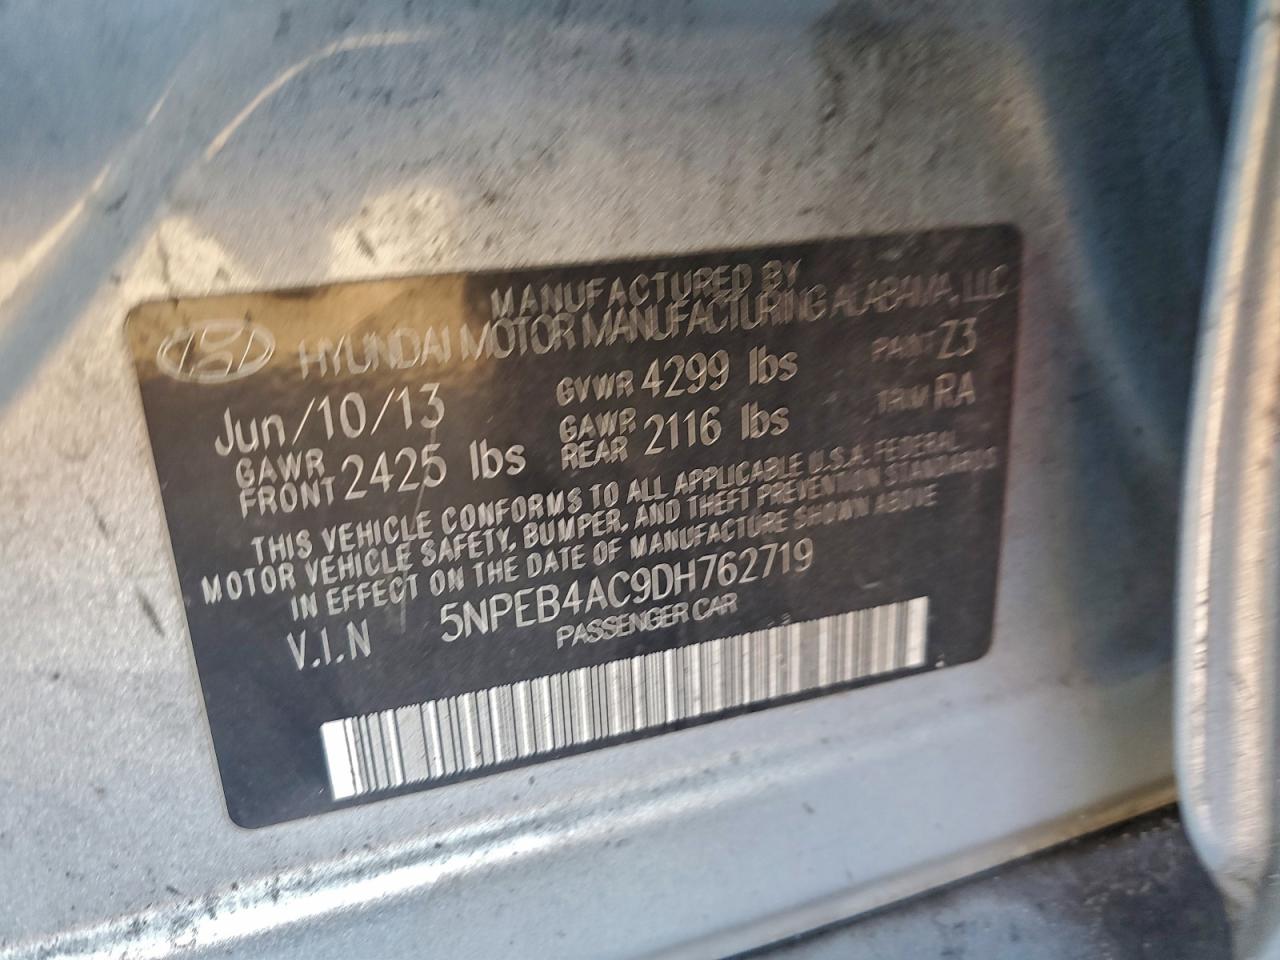 MANUFACTURED BY
HYUNDAI MOTOR MANUFACTURING ALABAMA, LLC
Jun/10/13 GVWR 4299 lbs PAINT Z3
GAWR FRONT 2425 lbs GAWR REAR 2116 lbs TRIM RA
THIS VEHICLE CONFORMS TO ALL APPLICABLE U.S.A. FEDERAL
MOTOR VEHICLE SAFETY, BUMPER, AND THEFT PREVENTION STANDARDS
IN EFFECT ON THE DATE OF MANUFACTURE SHOWN ABOVE
V.I.N 5NPEB4AC9DH762719
PASSENGER CAR